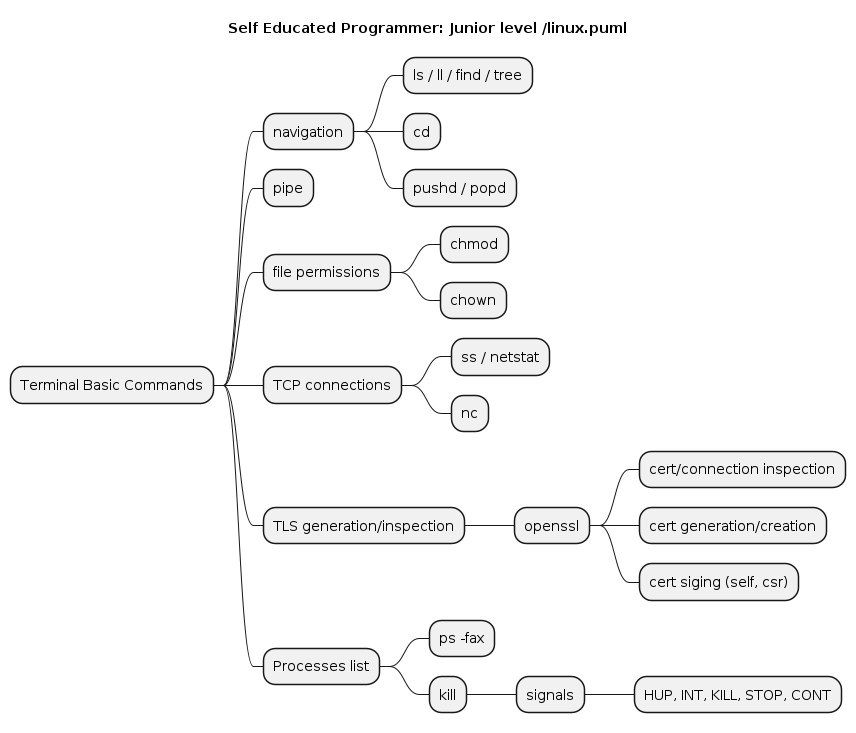 Self Educated Programmer: Junior level /linux.puml
Terminal Basic Commands
navigation
ls / ll / find / tree
cd
pushd / popd
pipe
file permissions
chmod
chown
TCP connections
ss / netstat
nc
TLS generation/inspection
openssl
cert/connection inspection
cert generation/creation
cert siging (self, csr)
Processes list
ps -fax
kill
signals
HUP, INT, KILL, STOP, CONT